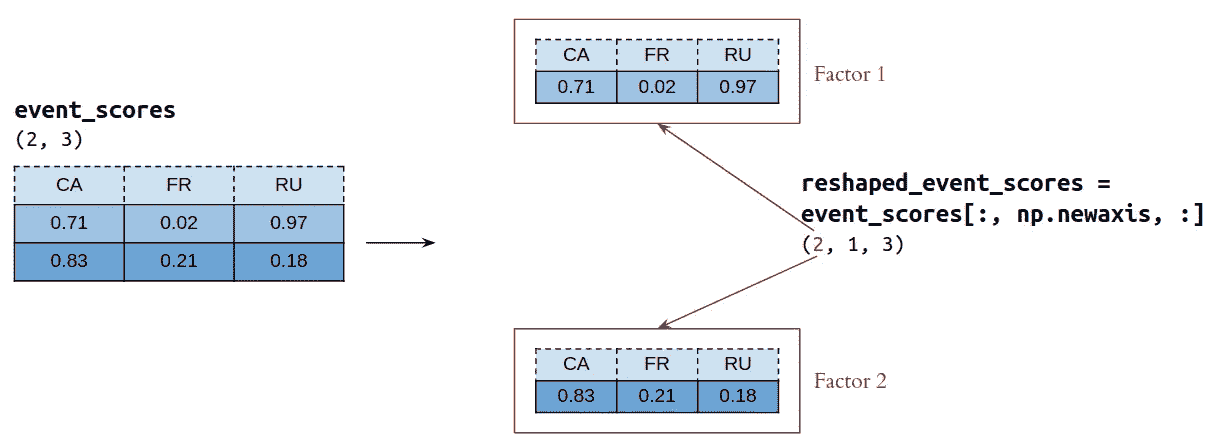 event_scores
(2, 3)
CA FR RU
0.71 0.02 0.97
0.83 0.21 0.18
CA FR RU
0.71 0.02 0.97
Factor 1
reshaped_event_scores =
event_scores[:, np.newaxis, :]
(2, 1, 3)
CA FR RU
0.83 0.21 0.18
Factor 2